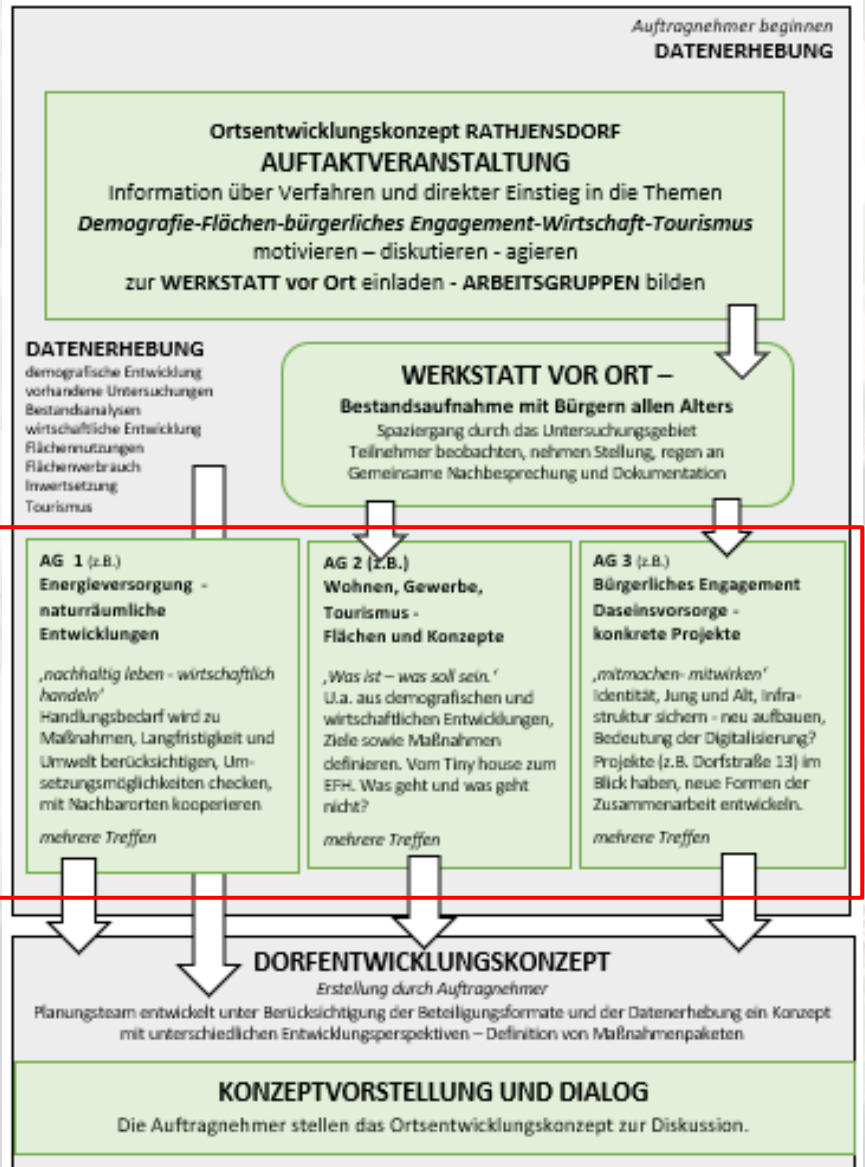 Auftragnehmer beginnen
DATENERHEBUNG
Ortsentwicklungskonzept RATHJENSDORF
AUFTAKTVERANSTALTUNG
Information über Verfahren und direkter Einstieg in die Themen
Demografie-Flächen-bürgerliches Engagement-Wirtschaft-Tourismus
motivieren – diskutieren - agieren
zur WERKSTATT vor Ort einladen - ARBEITSGRUPPEN bilden
DATENERHEBUNG
demografische Entwicklung
vorhandene Untersuchungen
Bestandsanalysen
wirtschaftliche Entwicklung
Flächennutzungen
Flächenverbrauch
Inwertsetzung
Tourismus
WERKSTATT VOR ORT –
Bestandsaufnahme mit Bürgern allen Alters
Spaziergang durch das Untersuchungsgebiet
Teilnehmer beobachten, nehmen Stellung, regen an
Gemeinsame Nachbesprechung und Dokumentation
AG 1 (z.B.)
Energieversorgung -
naturräumliche
Entwicklungen
‚nachhaltig leben - wirtschaftlich
handeln‘
Handlungsbedarf wird zu
Maßnahmen, Langfristigkeit und
Umwelt berücksichtigen, Um-
setzungsmöglichkeiten checken,
mit Nachbarorten kooperieren
mehrere Treffen
AG 2 (z.B.)
Wohnen, Gewerbe,
Tourismus -
Flächen und Konzepte
‚Was ist – was soll sein.‘
U.a. aus demografischen und
wirtschaftlichen Entwicklungen,
Ziele sowie Maßnahmen
definieren. Vom Tiny house zum
EFH. Was geht und was geht
nicht?
mehrere Treffen
AG 3 (z.B.)
Bürgerliches Engagement
Daseinsvorsorge -
konkrete Projekte
‚mitmachen- mitwirken‘
Identität, Jung und Alt, Infra-
struktur sichern - neu aufbauen,
Bedeutung der Digitalisierung?
Projekte (z.B. Dorfstraße 13) im
Blick haben, neue Formen der
Zusammenarbeit entwickeln.
mehrere Treffen
DORFENTWICKLUNGSKONZEPT
Erstellung durch Auftragnehmer
Planungsteam entwickelt unter Berücksichtigung der Beteiligungsformate und der Datenerhebung ein Konzept
mit unterschiedlichen Entwicklungsperspektiven – Definition von Maßnahmenpaketen
KONZEPTVORSTELLUNG UND DIALOG
Die Auftragnehmer stellen das Ortsentwicklungskonzept zur Diskussion.